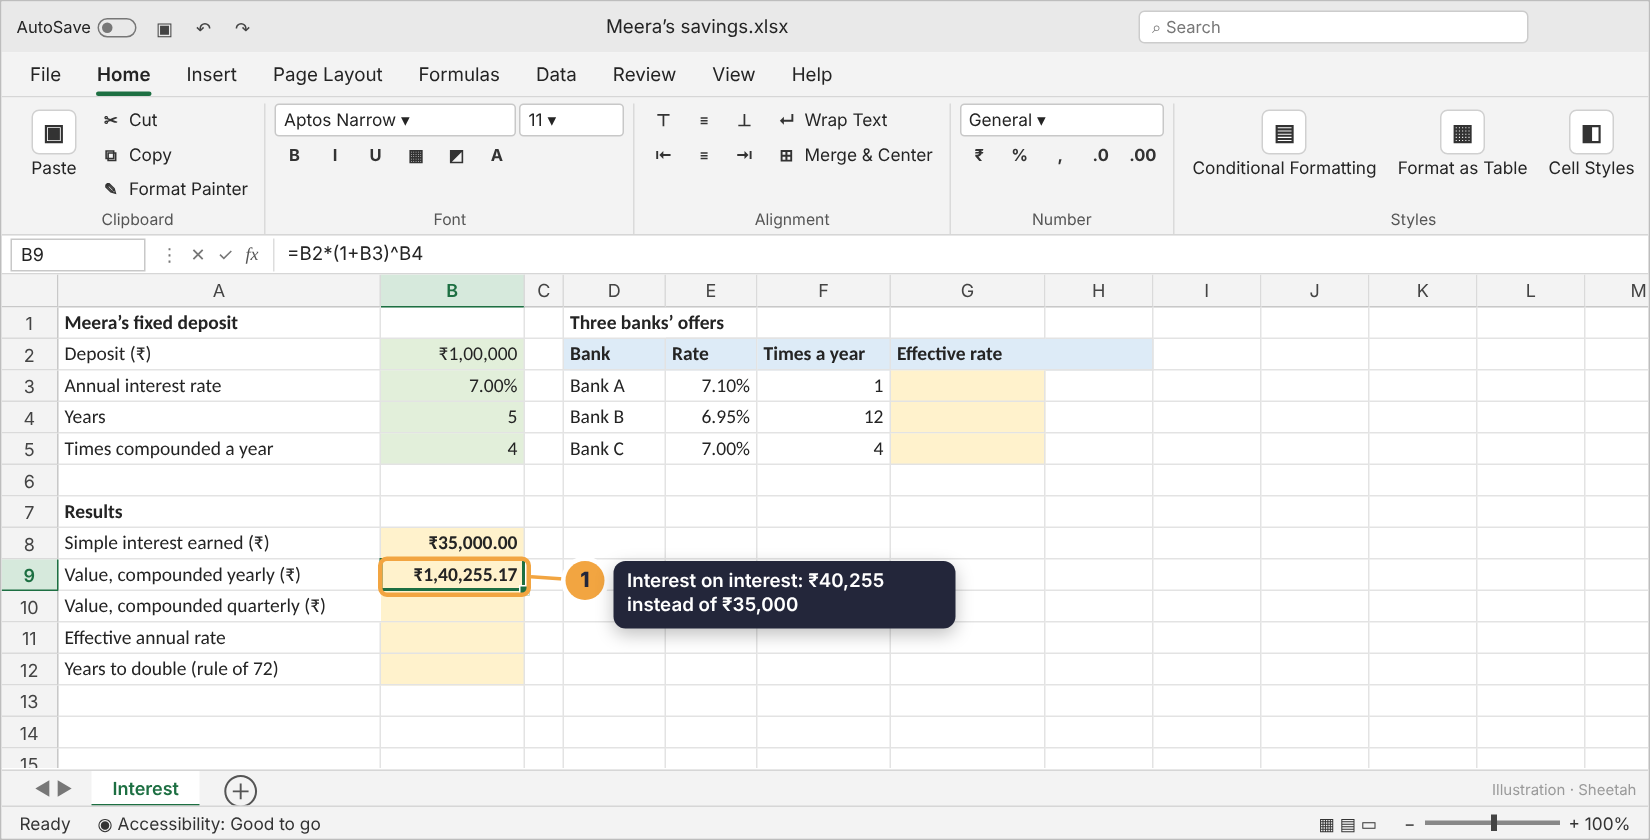 AutoSave
Meera’s savings.xlsx
Search
File Home Insert Page Layout Formulas Data Review View Help
Paste
Cut
Copy
Format Painter
Clipboard
Aptos Narrow ▾ 11 ▾
B I U A
Font
Wrap Text
Merge & Center
Alignment
General ▾
₹ % , .0 .00
Number
Conditional Formatting Format as Table Cell Styles
Styles
B9 fx =B2*(1+B3)^B4
A B C D E F G H I J K L M
1 Meera’s fixed deposit Three banks’ offers
2 Deposit (₹) ₹1,00,000 Bank Rate Times a year Effective rate
3 Annual interest rate 7.00% Bank A 7.10% 1
4 Years 5 Bank B 6.95% 12
5 Times compounded a year 4 Bank C 7.00% 4
6
7 Results
8 Simple interest earned (₹) ₹35,000.00
9 Value, compounded yearly (₹) ₹1,40,255.17
1 Interest on interest: ₹40,255
instead of ₹35,000
10 Value, compounded quarterly (₹)
11 Effective annual rate
12 Years to double (rule of 72)
13
14
15
Interest
Illustration · Sheetah
Ready Accessibility: Good to go
− + 100%